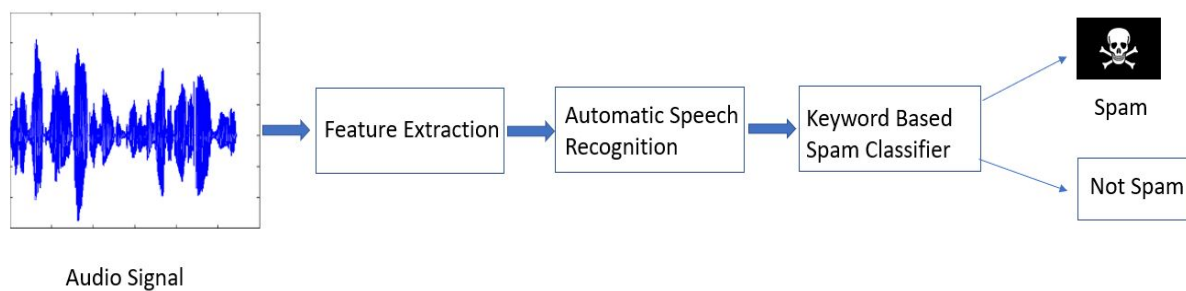 Audio Signal
Feature Extraction
Automatic Speech
Recognition
Keyword Based
Spam Classifier
Spam
Not Spam